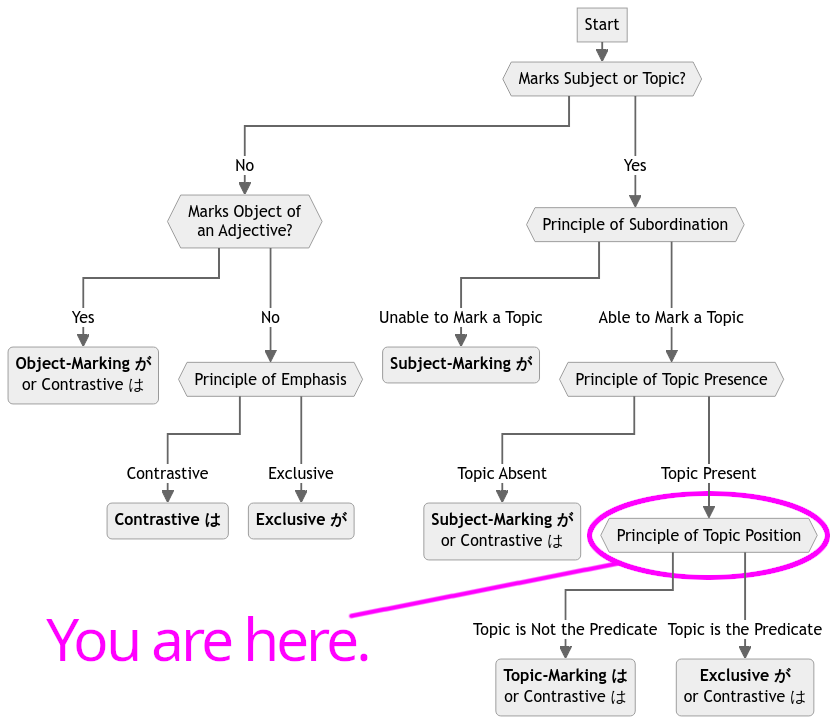 Start
Marks Subject or Topic?
No
Yes
Marks Object of
an Adjective?
Principle of Subordination
Yes
No
Unable to Mark a Topic
Able to Mark a Topic
Object-Marking が
or Contrastive は
Principle of Emphasis
Subject-Marking が
Principle of Topic Presence
Contrastive
Exclusive
Topic Absent
Topic Present
Contrastive は
Exclusive が
Subject-Marking が
or Contrastive は
Principle of Topic Position
You are here.
Topic is Not the Predicate
Topic is the Predicate
Topic-Marking は
or Contrastive は
Exclusive が
or Contrastive は